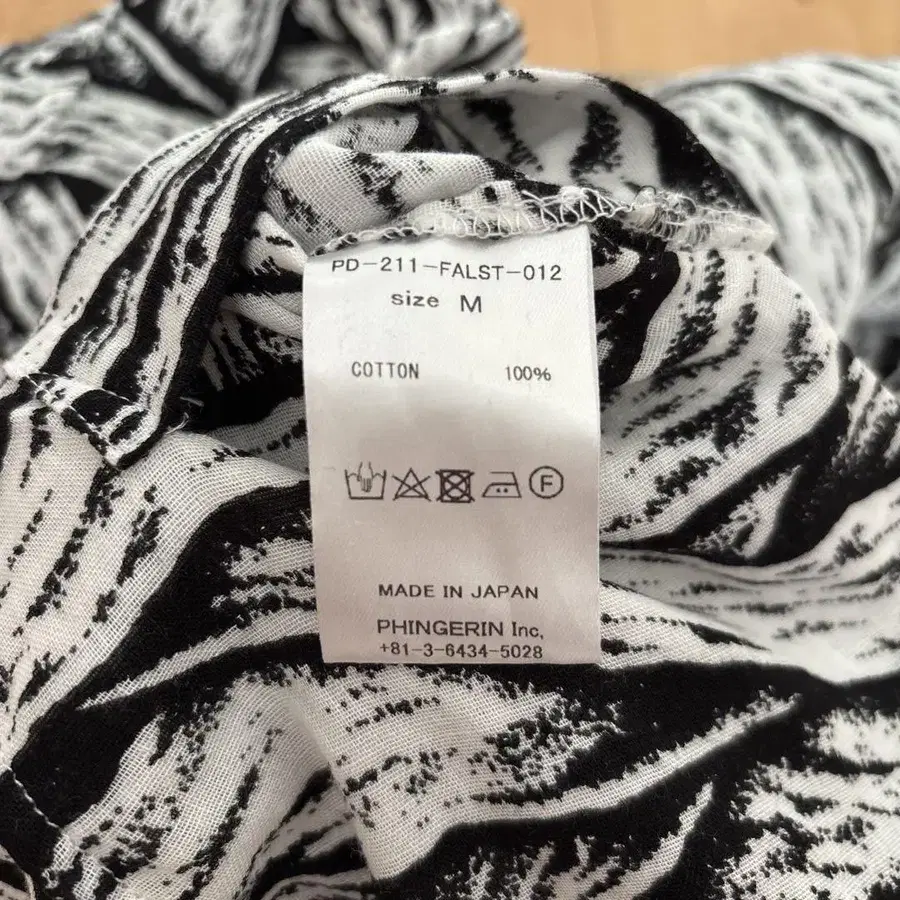 PD-211-FALST-012
size M
COTTON 100%
F
MADE IN JAPAN
PHINGERIN Inc,
+81-3-6434-5028